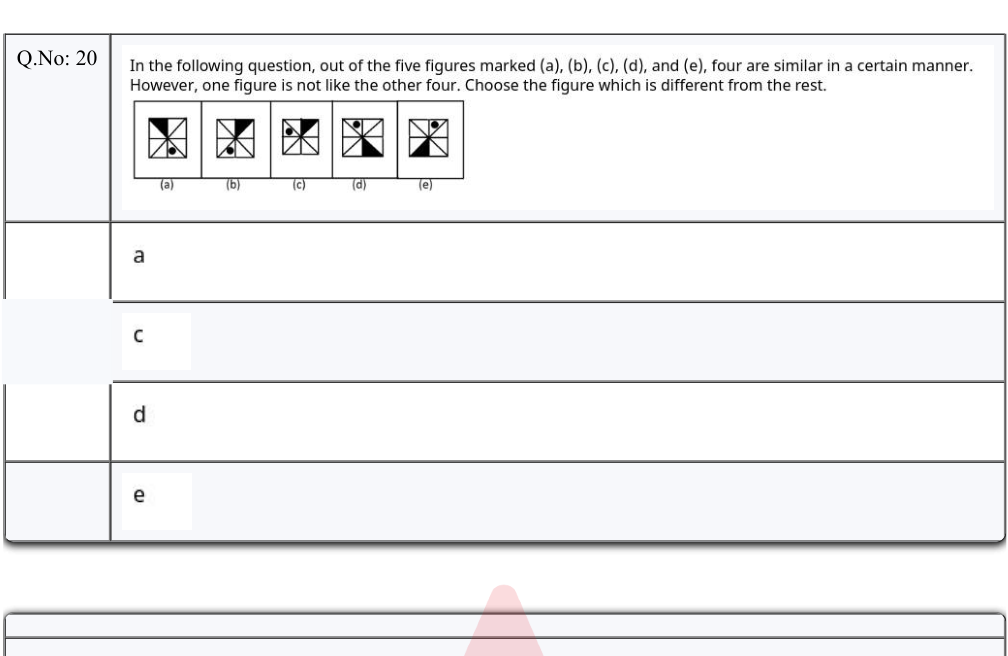 Q.No: 20
In the following question, out of the five figures marked (a), (b), (c), (d), and (e), four are similar in a certain manner.
However, one figure is not like the other four. Choose the figure which is different from the rest.
(a) (b) (c) (d) (e)
a
c
d
e